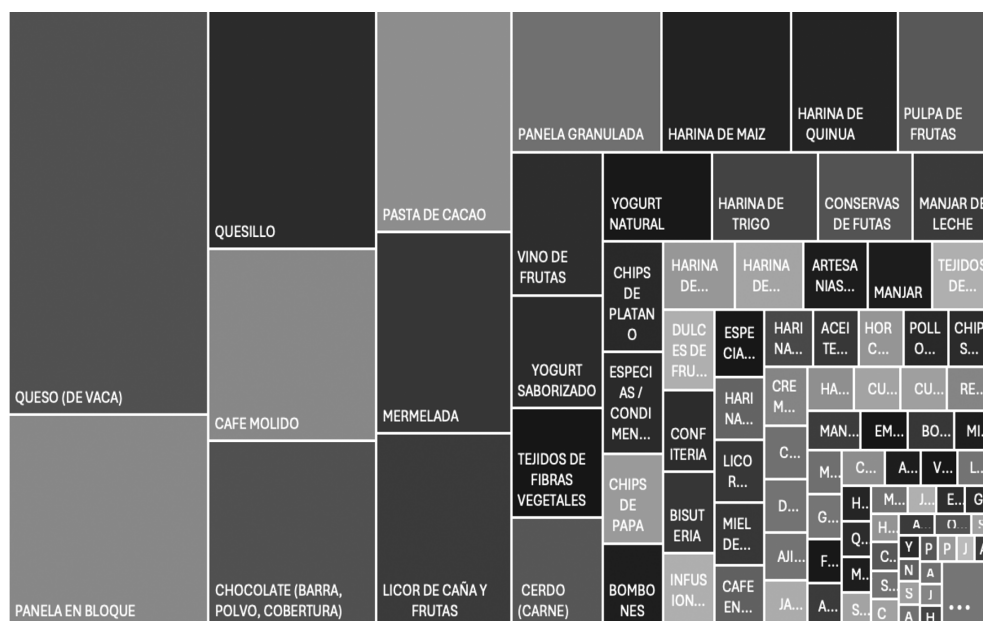 QUESO (DE VACA)
PANELA EN BLOQUE
QUESILLO
CAFE MOLIDO
CHOCOLATE (BARRA,
POLVO, COBERTURA)
PASTA DE CACAO
MERMELADA
LICOR DE CAÑA Y
FRUTAS
PANELA GRANULADA
HARINA DE MAIZ
HARINA DE
QUINUA
PULPA DE
FRUTAS
VINO DE
FRUTAS
YOGURT
SABORIZADO
TEJIDOS DE
FIBRAS
VEGETALES
CERDO
(CARNE)
YOGURT
NATURAL
HARINA DE
TRIGO
CONSERVAS
DE FUTAS
MANJAR DE
LECHE
CHIPS
DE
PLATAN
O
ESPECI
AS /
CONDI
MEN...
CHIPS
DE
PAPA
BOMBO
NES
HARINA
DE...
HARINA
DE...
ARTESA
NIAS...
MANJAR
TEJIDOS
DE...
DULC
ES DE
FRU...
CONF
ITERIA
BISUT
ERIA
INFUS
ION...
ESPE
CIA...
HARI
NA...
LICO
R...
MIEL
DE...
CAFE
EN...
HARI
NA...
ACEI
TE...
HOR
C...
POLL
O...
CHIP
S...
CRE
M...
C...
D...
AJI...
JA...
HA...
CU...
CU...
RE...
MAN...
EM...
BO...
MI...
M...
G...
F...
A...
C...
A...
V...
L...
H...
Q...
M...
S...
M...
J...
E...
G
H...
C...
S...
C
A...
O...
S
Y
P
P
J
A
N
A
S
J
A
H
...